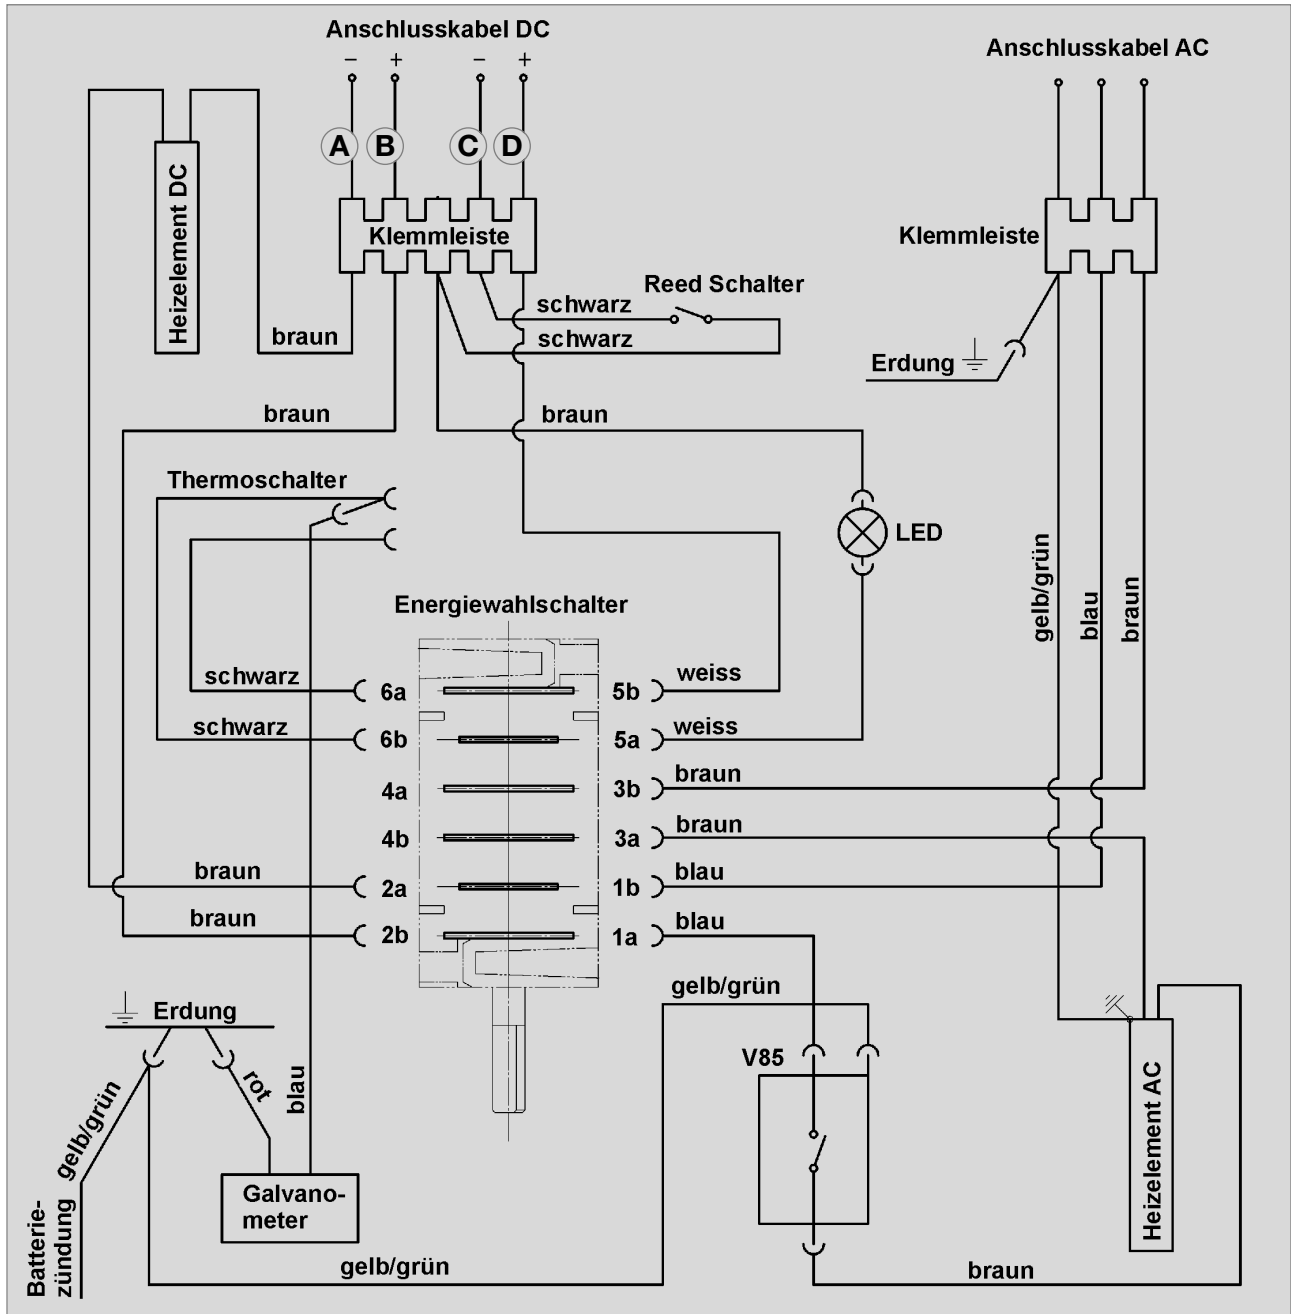 Anschlusskabel DC
Anschlusskabel AC
– + – +
A B C D
Heizelement DC
Klemmleiste
Klemmleiste
Reed Schalter
schwarz
braun
schwarz
Erdung
braun
braun
Thermoschalter
LED
gelb/grün
blau
braun
Energiewahlschalter
schwarz
6a
5b
weiss
schwarz
6b
5a
weiss
4a
3b
braun
4b
3a
braun
braun
2a
1b
blau
braun
2b
1a
blau
gelb/grün
Erdung
V85
gelb/grün
rot
blau
Heizelement AC
Galvano-
meter
Batterie-
zündung
gelb/grün
braun